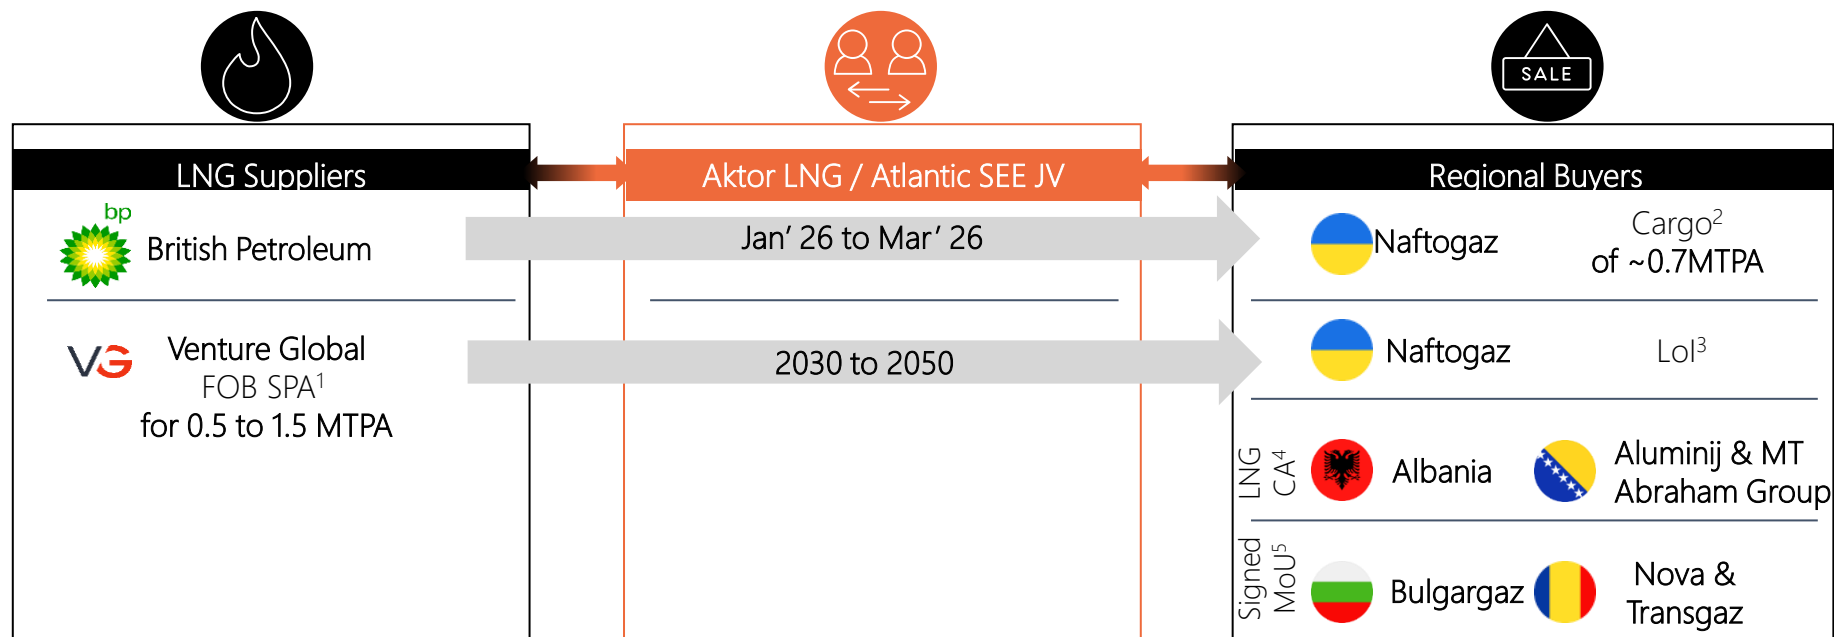 SALE
LNG Suppliers
Aktor LNG / Atlantic SEE JV
Regional Buyers
bp
British Petroleum
Jan' 26 to Mar' 26
Naftogaz
Cargo²
of ~0.7MTPA
Venture Global
FOB SPA¹
for 0.5 to 1.5 MTPA
VG
2030 to 2050
Naftogaz
LoI³
LNG
CA⁴
Albania
Aluminij & MT
Abraham Group
Signed
MoU⁵
Bulgargaz
Nova &
Transgaz